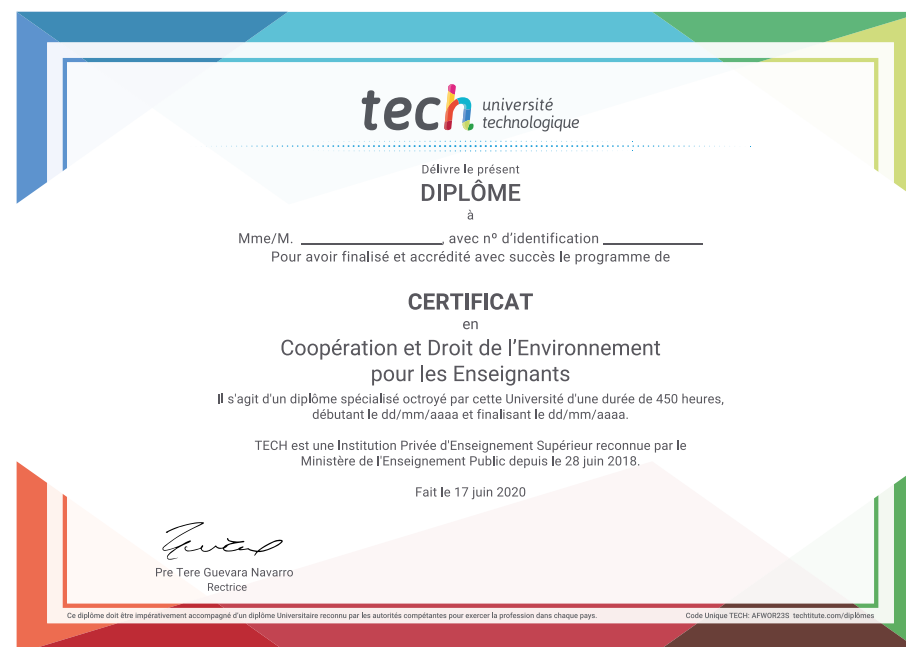 tech université
technologique
Délivre le présent
DIPLÔME
à
Mme/M. ____________________, avec nº d'identification ______________
Pour avoir finalisé et accrédité avec succès le programme de
CERTIFICAT
en
Coopération et Droit de l'Environnement
pour les Enseignants
Il s'agit d'un diplôme spécialisé octroyé par cette Université d'une durée de 450 heures,
débutant le dd/mm/aaaa et finalisant le dd/mm/aaaa.
TECH est une Institution Privée d'Enseignement Supérieur reconnue par le
Ministère de l'Enseignement Public depuis le 28 juin 2018.
Fait le 17 juin 2020
Pre Tere Guevara Navarro
Rectrice
Ce diplôme doit être impérativement accompagné d'un diplôme Universitaire reconnu par les autorités compétantes pour exercer la profession dans chaque pays.
Code Unique TECH: AFWOR23S techtitute.com/diplômes